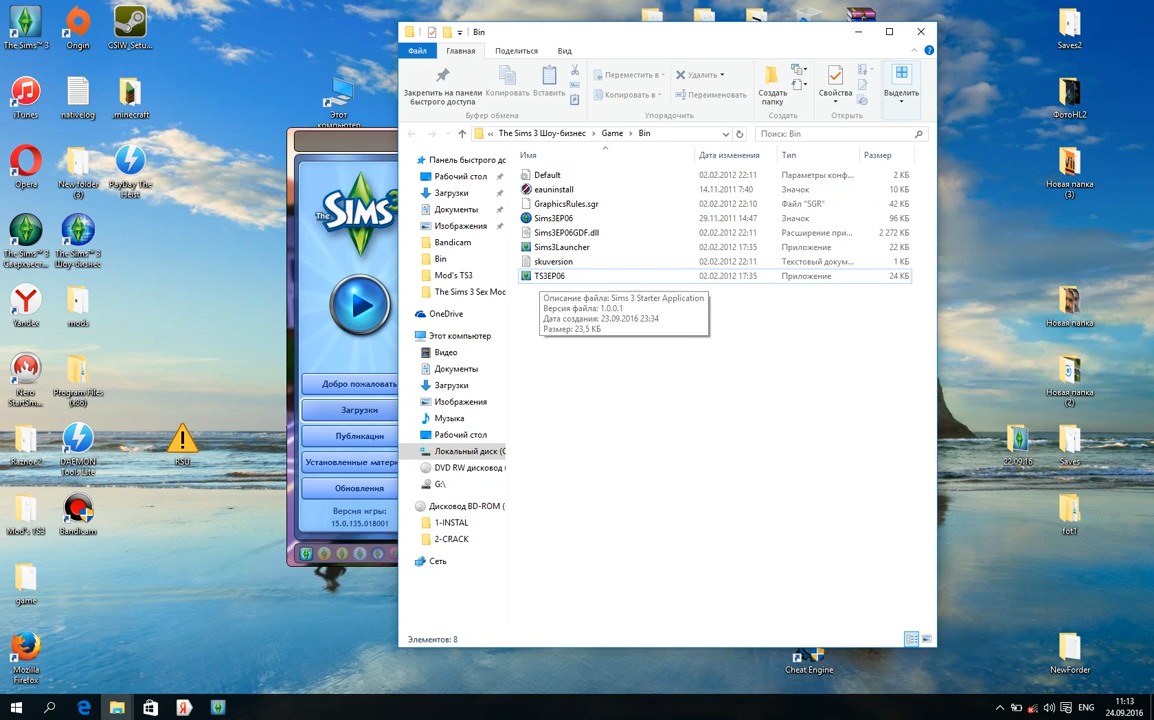 The Sims™ 3
Origin
CSIW_Setu...
iTunes
nativelog
.minecraft
Opera
New folder
(3)
PayDay The
Heist
The Sims™ 3
The Sims™ 3
Шоу-бизнес
Yandex
mods
Nero
StartSm...
Program Files
(x86)
DAEMON
Tools Lite
RSU
Mod's TS3
Bandicam
game
Mozilla
Firefox
Этот
компьютер
The SIMS 3
Добро пожаловать
Загрузки
Публикации
Установленные матер
Обновления
Версия игры:
15.0.135.018001
Bin
Файл
Главная
Поделиться
Вид
Закрепить на панели
быстрого доступа
Копировать
Вставить
Буфер обмена
Переместить в
Копировать в
Удалить
Переименовать
Упорядочить
Создать
папку
Создать
Свойства
Открыть
Выделить
« The Sims 3 Шоу-бизнес > Game > Bin
Поиск: Bin
Панель быстрого до
Рабочий стол
Загрузки
Документы
Изображения
Bandicam
Bin
Mod's TS3
The Sims 3 Sex Mod
OneDrive
Этот компьютер
Видео
Документы
Загрузки
Изображения
Музыка
Рабочий стол
Локальный диск (C
DVD RW дисковод (
G:\
Дисковод BD-ROM (
1-INSTAL
2-CRACK
Сеть
Имя Дата изменения Тип Размер
Default 02.02.2012 22:11 Параметры конф... 2 КБ
eauninstall 14.11.2011 7:40 Значок 10 КБ
GraphicsRules.sgr 02.02.2012 22:10 Файл "SGR" 42 КБ
Sims3EP06 29.11.2011 14:47 Значок 96 КБ
Sims3EP06GDF.dll 02.02.2012 22:11 Расширение при... 2 272 КБ
Sims3Launcher 02.02.2012 17:35 Приложение 22 КБ
skuversion 02.02.2012 22:11 Текстовый докум... 1 КБ
TS3EP06 02.02.2012 17:35 Приложение 24 КБ
Описание файла: Sims 3 Starter Application
Версия файла: 1.0.0.1
Дата создания: 23.09.2016 23:34
Размер: 23,5 КБ
Элементов: 8
Saves2
ФотоHL2
Новая папка
(3)
Новая папка
Новая папка
(2)
22.09.16
Saves
fot1
NewForder
Cheat Engine
ENG
11:13
24.09.2016